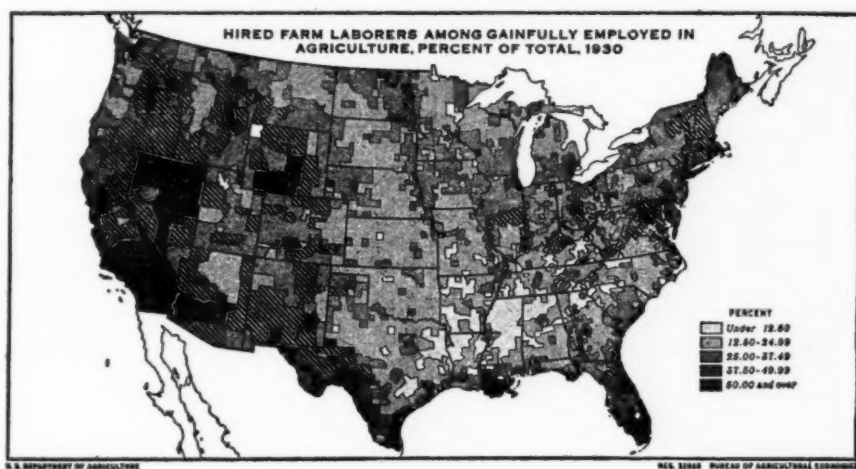 HIRED FARM LABORERS AMONG GAINFULLY EMPLOYED IN
AGRICULTURE, PERCENT OF TOTAL, 1930
PERCENT
Under 12.50
12.50-24.99
25.00-37.49
37.50-49.99
50.00 and over
U. S. DEPARTMENT OF AGRICULTURE
BUREAU OF AGRICULTURAL ECONOMICS